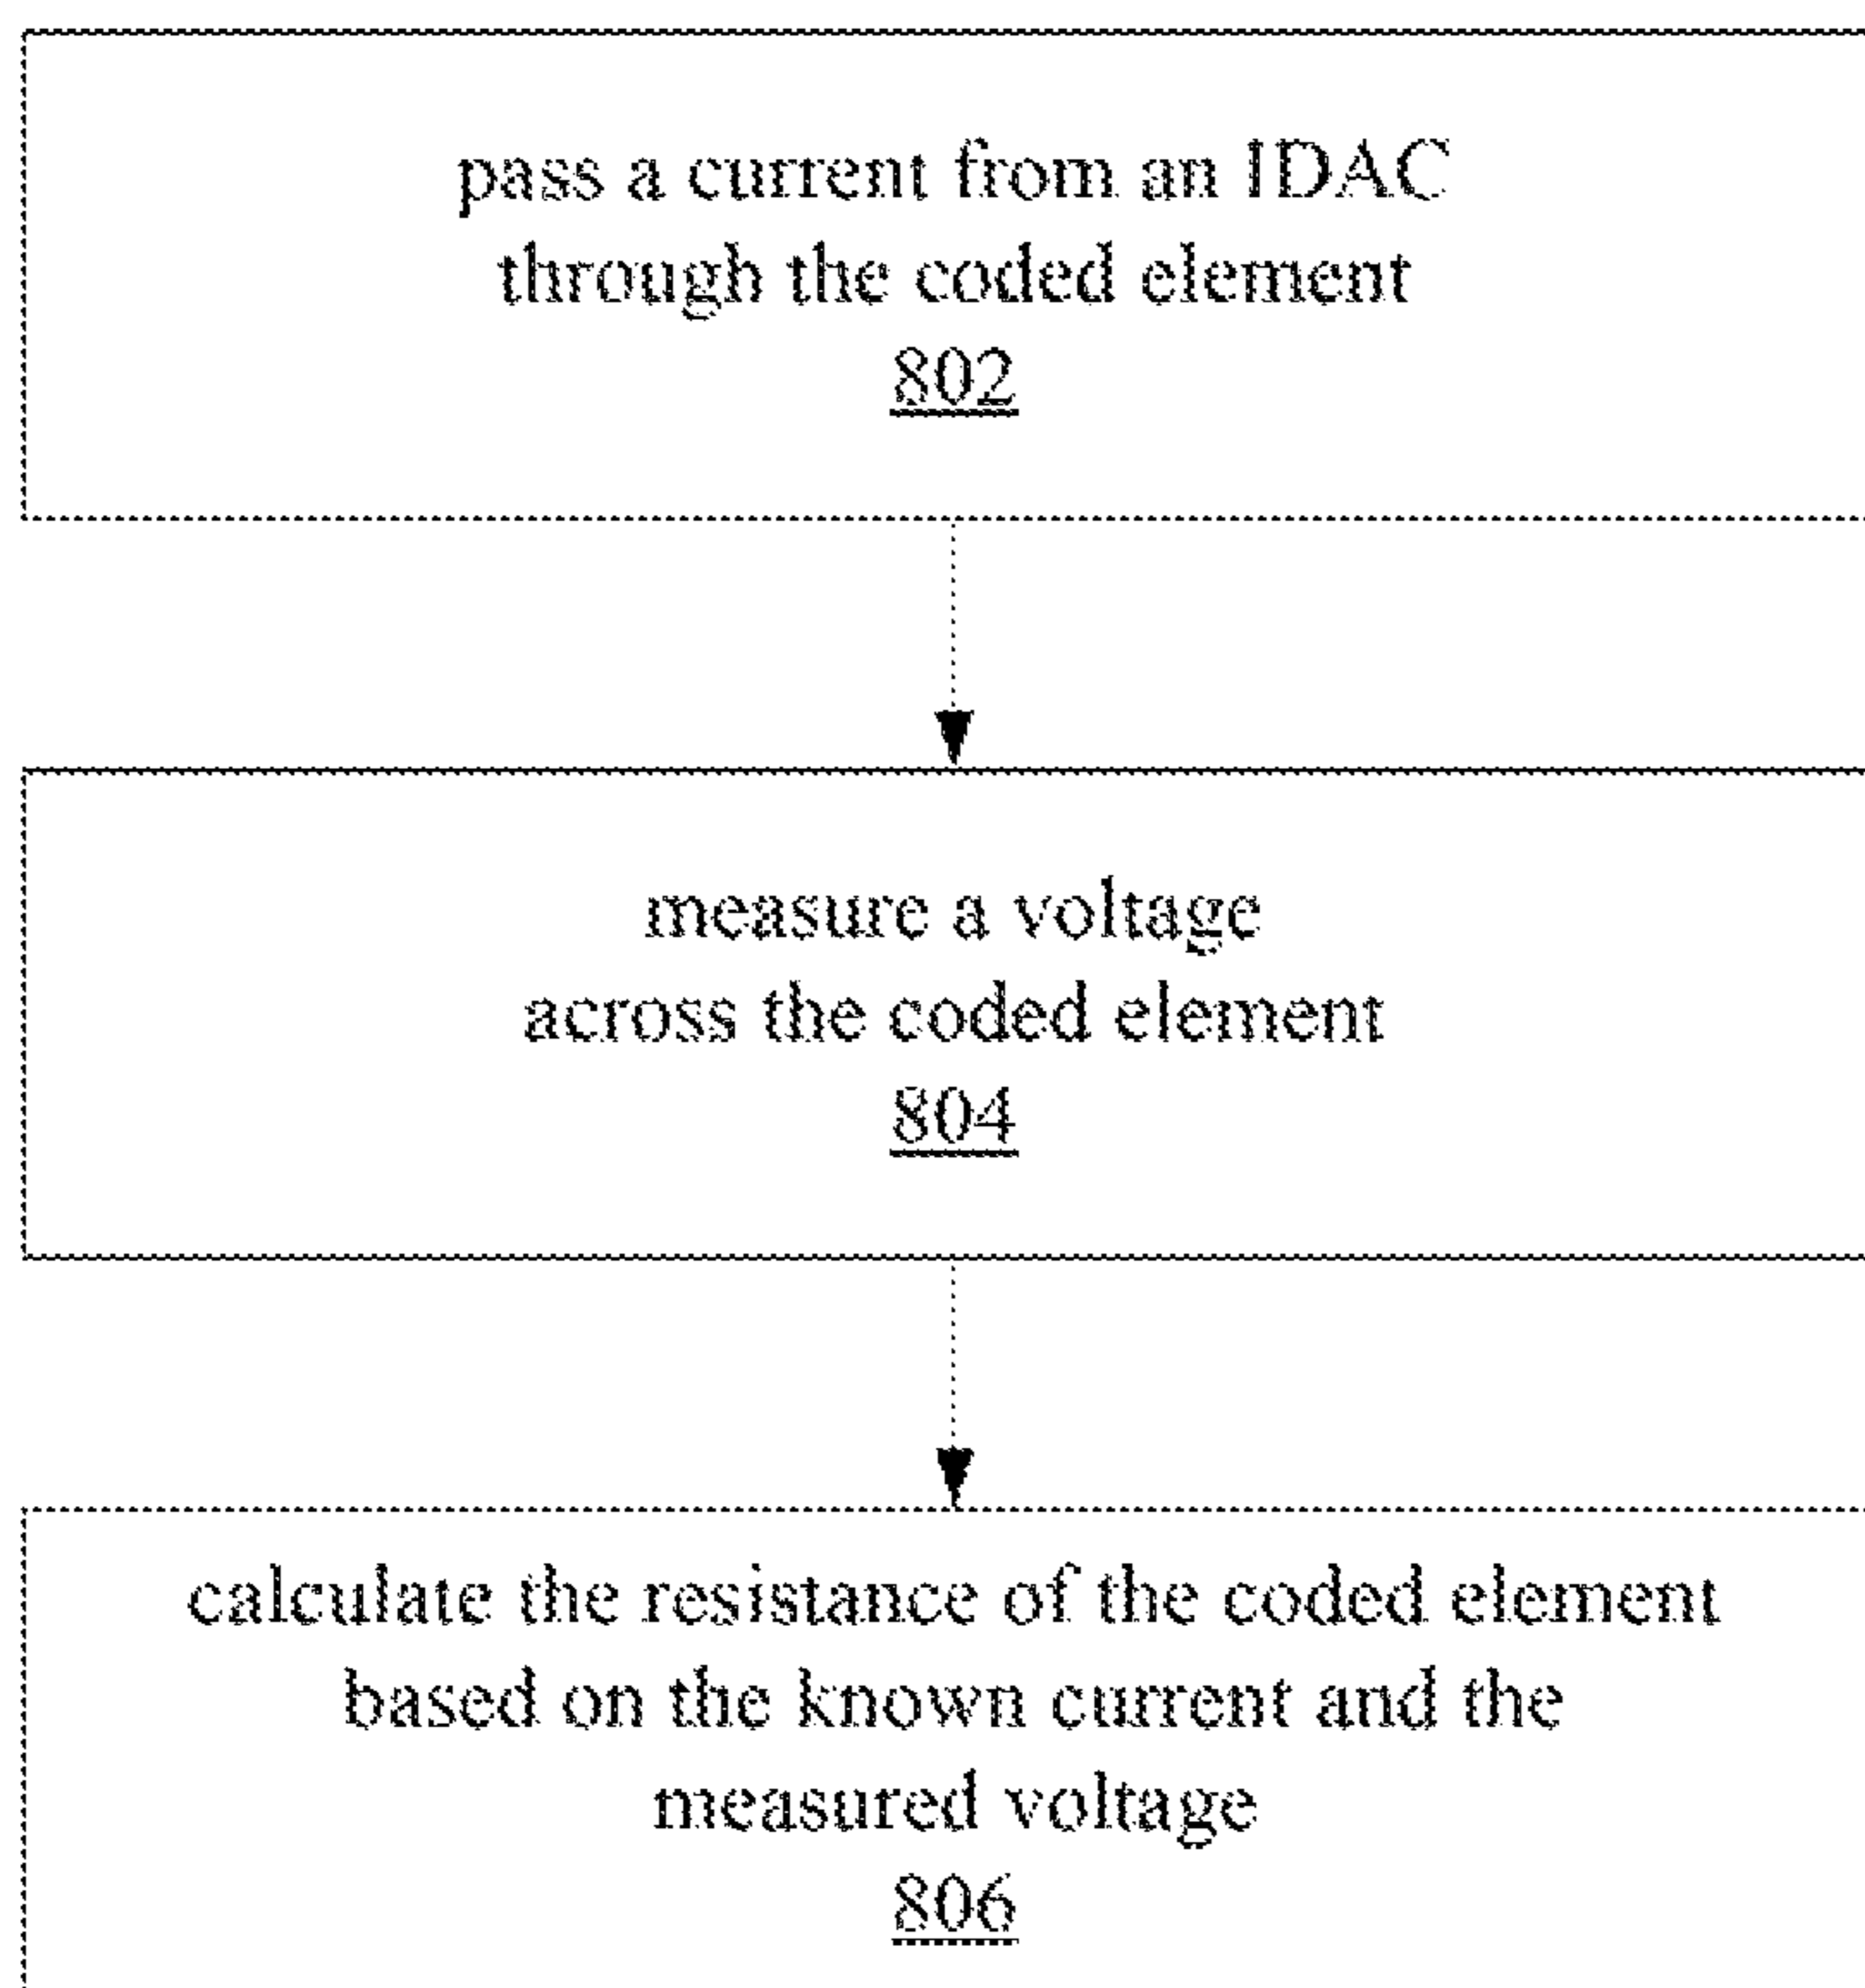 pass a current from an IDAC
through the coded element
802
measure a voltage
across the coded element
804
calculate the resistance of the coded element
based on the known current and the
measured voltage
806